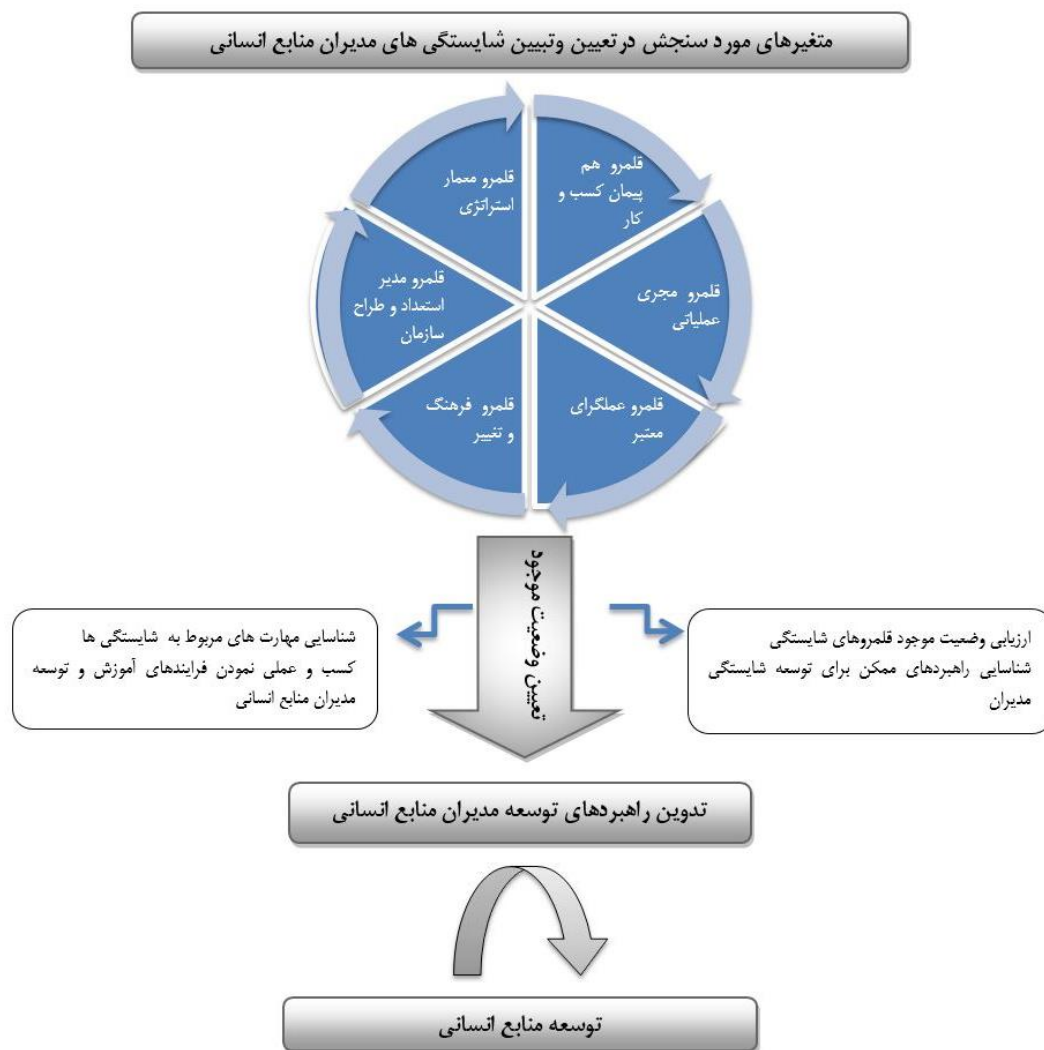 متغیرهای مورد سنجش درتعیین وتبیین شایستگی های مدیران منابع انسانی
قلمرو هم
پیمان کسب و
کار
قلمرو مجری
عملیاتی
قلمرو عملگرای
معتبر
قلمرو فرهنگ
و تغییر
قلمرو مدیر
استعداد و طراح
سازمان
قلمرو معمار
استراتژی
تعیین وضعیت موجود
ارزیابی وضعیت موجود قلمروهای شایستگی
شناسایی راهبردهای ممکن برای توسعه شایستگی
مدیران
شناسایی مهارت های مربوط به شایستگی ها
کسب و عملی نمودن فرایندهای آموزش و توسعه
مدیران منابع انسانی
تدوین راهبردهای توسعه مدیران منابع انسانی
توسعه منابع انسانی